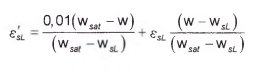 ε'sL = 0,01(wsat − w) / (wsat − wsL) + εsL (w − wsL) / (wsat − wsL)